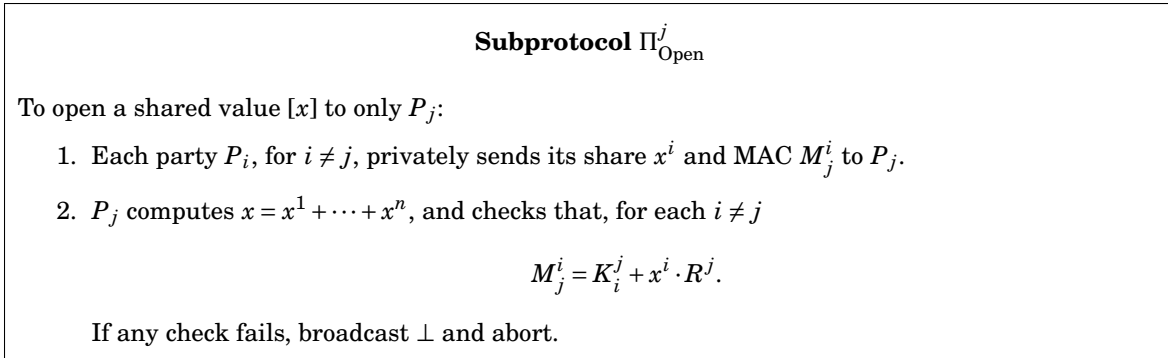 Subprotocol Π^j_Open
To open a shared value [x] to only P_j:
1. Each party P_i, for i ≠ j, privately sends its share x^i and MAC M^i_j to P_j.
2. P_j computes x = x^1 + ··· + x^n, and checks that, for each i ≠ j
M^i_j = K^j_i + x^i · R^j.
If any check fails, broadcast ⊥ and abort.